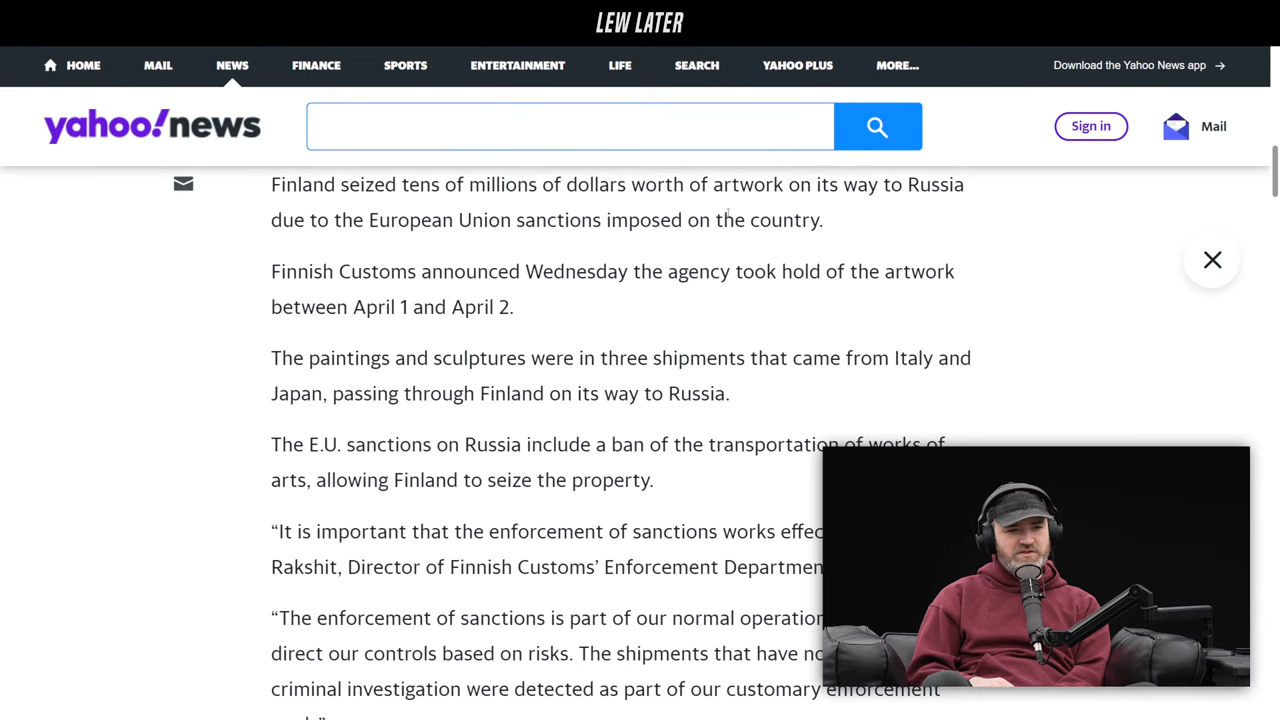 LEW LATER
HOME MAIL NEWS FINANCE SPORTS ENTERTAINMENT LIFE SEARCH YAHOO PLUS MORE... Download the Yahoo News app →
yahoo!news Sign in Mail
Finland seized tens of millions of dollars worth of artwork on its way to Russia
due to the European Union sanctions imposed on the country.
Finnish Customs announced Wednesday the agency took hold of the artwork
between April 1 and April 2.
The paintings and sculptures were in three shipments that came from Italy and
Japan, passing through Finland on its way to Russia.
The E.U. sanctions on Russia include a ban of the transportation of works of
arts, allowing Finland to seize the property.
“It is important that the enforcement of sanctions works
Rakshit, Director of Finnish Customs’ Enforcement
“The enforcement of sanctions is part of our normal
direct our controls based on risks. The shipments that have
criminal investigation were detected as part of our customary enforcement